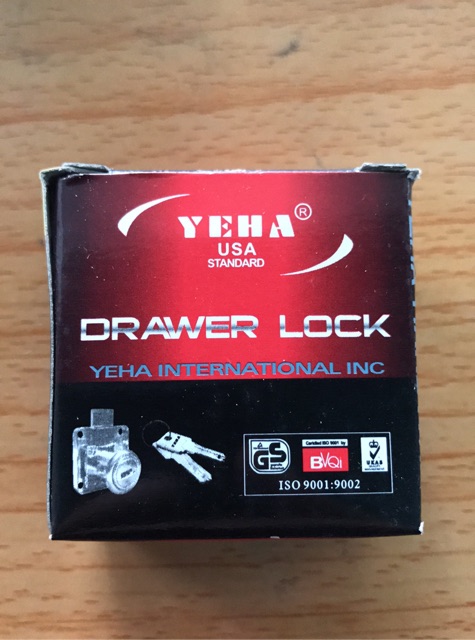 YEHA®
USA
STANDARD
DRAWER LOCK
YEHA INTERNATIONAL INC
GS
Certified ISO 9001 by
BVQi
UKAS
ISO 9001:9002